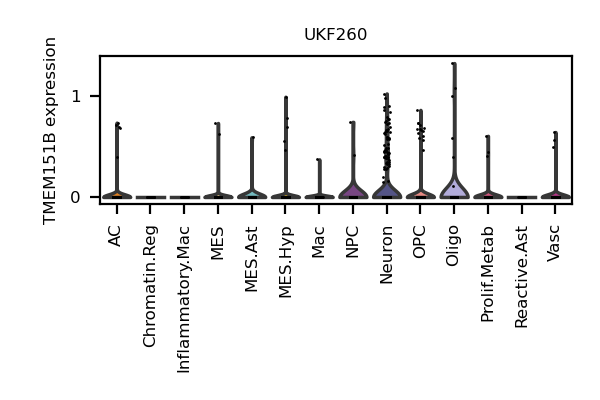 UKF260
TMEM151B expression
1
0
AC
Chromatin.Reg
Inflammatory.Mac
MES
MES.Ast
MES.Hyp
Mac
NPC
Neuron
OPC
Oligo
Prolif.Metab
Reactive.Ast
Vasc